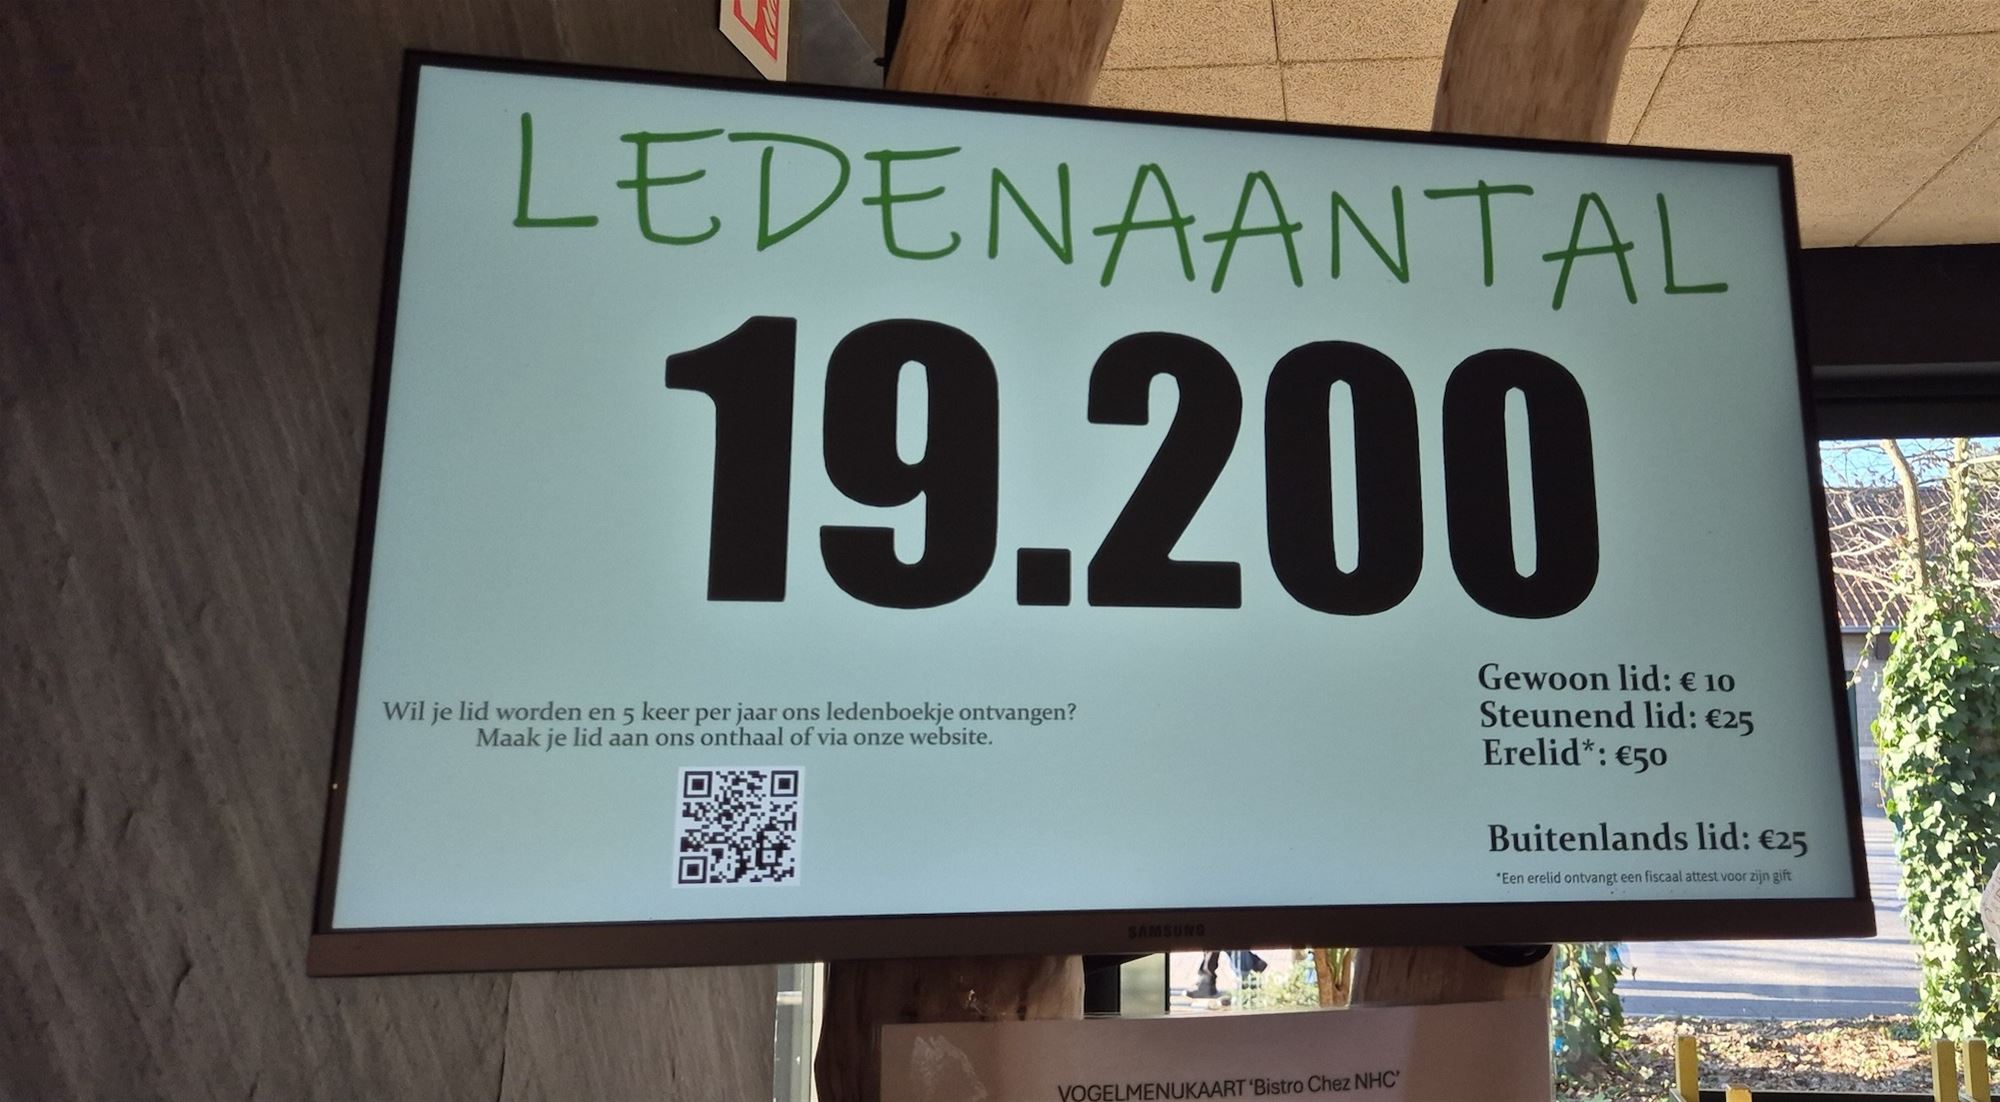 LEDENAANTAL
19.200
Wil je lid worden en 5 keer per jaar ons ledenboekje ontvangen?
Maak je lid aan ons onthaal of via onze website.
Gewoon lid: € 10
Steunend lid: €25
Erelid*: €50
Buitenlands lid: €25
*Een erelid ontvangt een fiscaal attest voor zijn gift
SAMSUNG
VOGELMENUKAART 'Bistro Chez NHC'